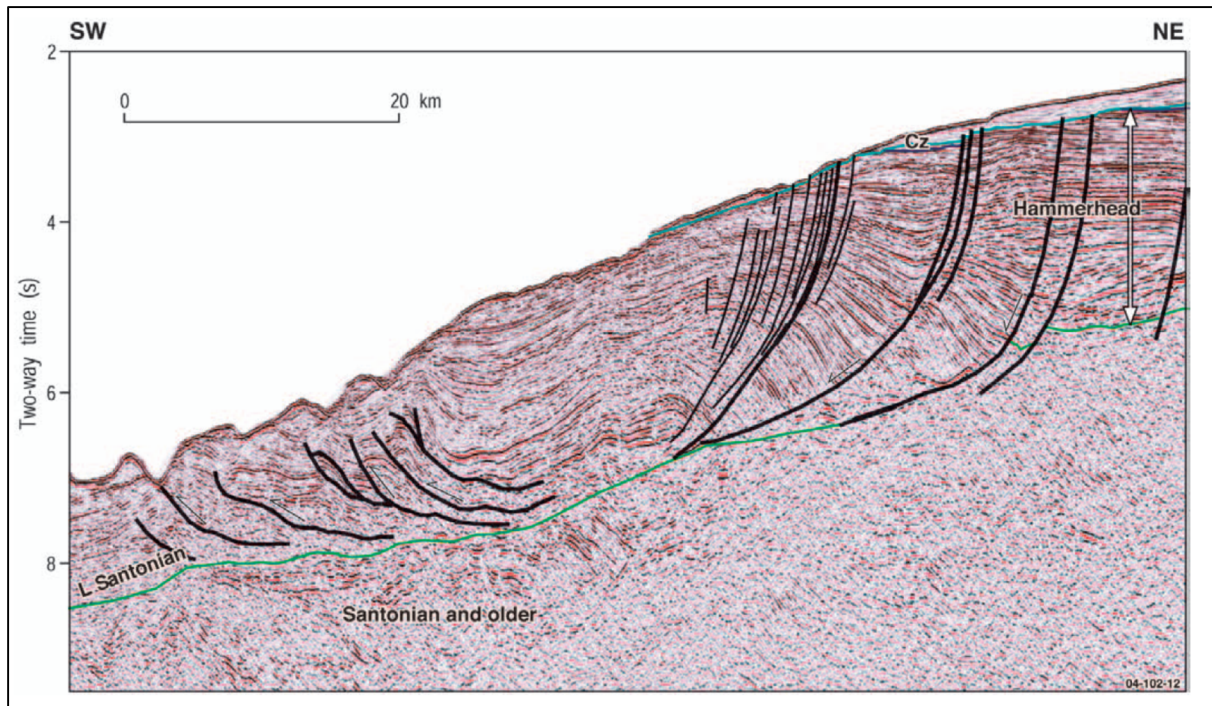 SW
NE
2
0
20 km
Cz
4
Hammerhead
Two-way time (s)
6
8
L Santonian
Santonian and older
04-102-12